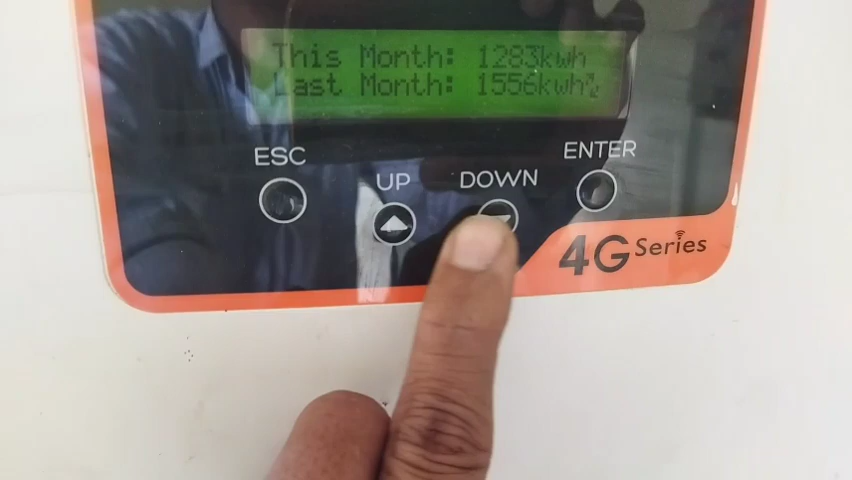 This Month: 1283kwh
Last Month: 1556kwh
ESC
UP
DOWN
ENTER
4G Series